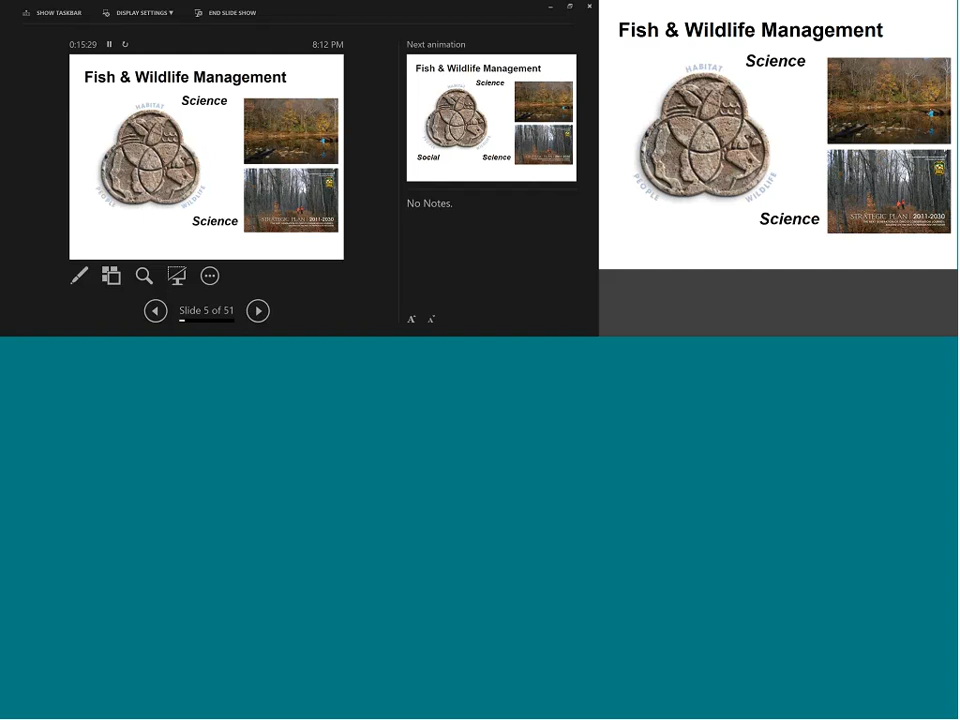 SHOW TASKBAR
DISPLAY SETTINGS ▼
END SLIDE SHOW
0:15:29
8:12 PM
Fish & Wildlife Management
Science
HABITAT
PEOPLE
WILDLIFE
STRATEGIC PLAN | 2011-2030
Science
Slide 5 of 51
Next animation
Fish & Wildlife Management
Science
HABITAT
Social
Science
No Notes.
A
A
Fish & Wildlife Management
Science
HABITAT
PEOPLE
WILDLIFE
STRATEGIC PLAN | 2011-2030
Science